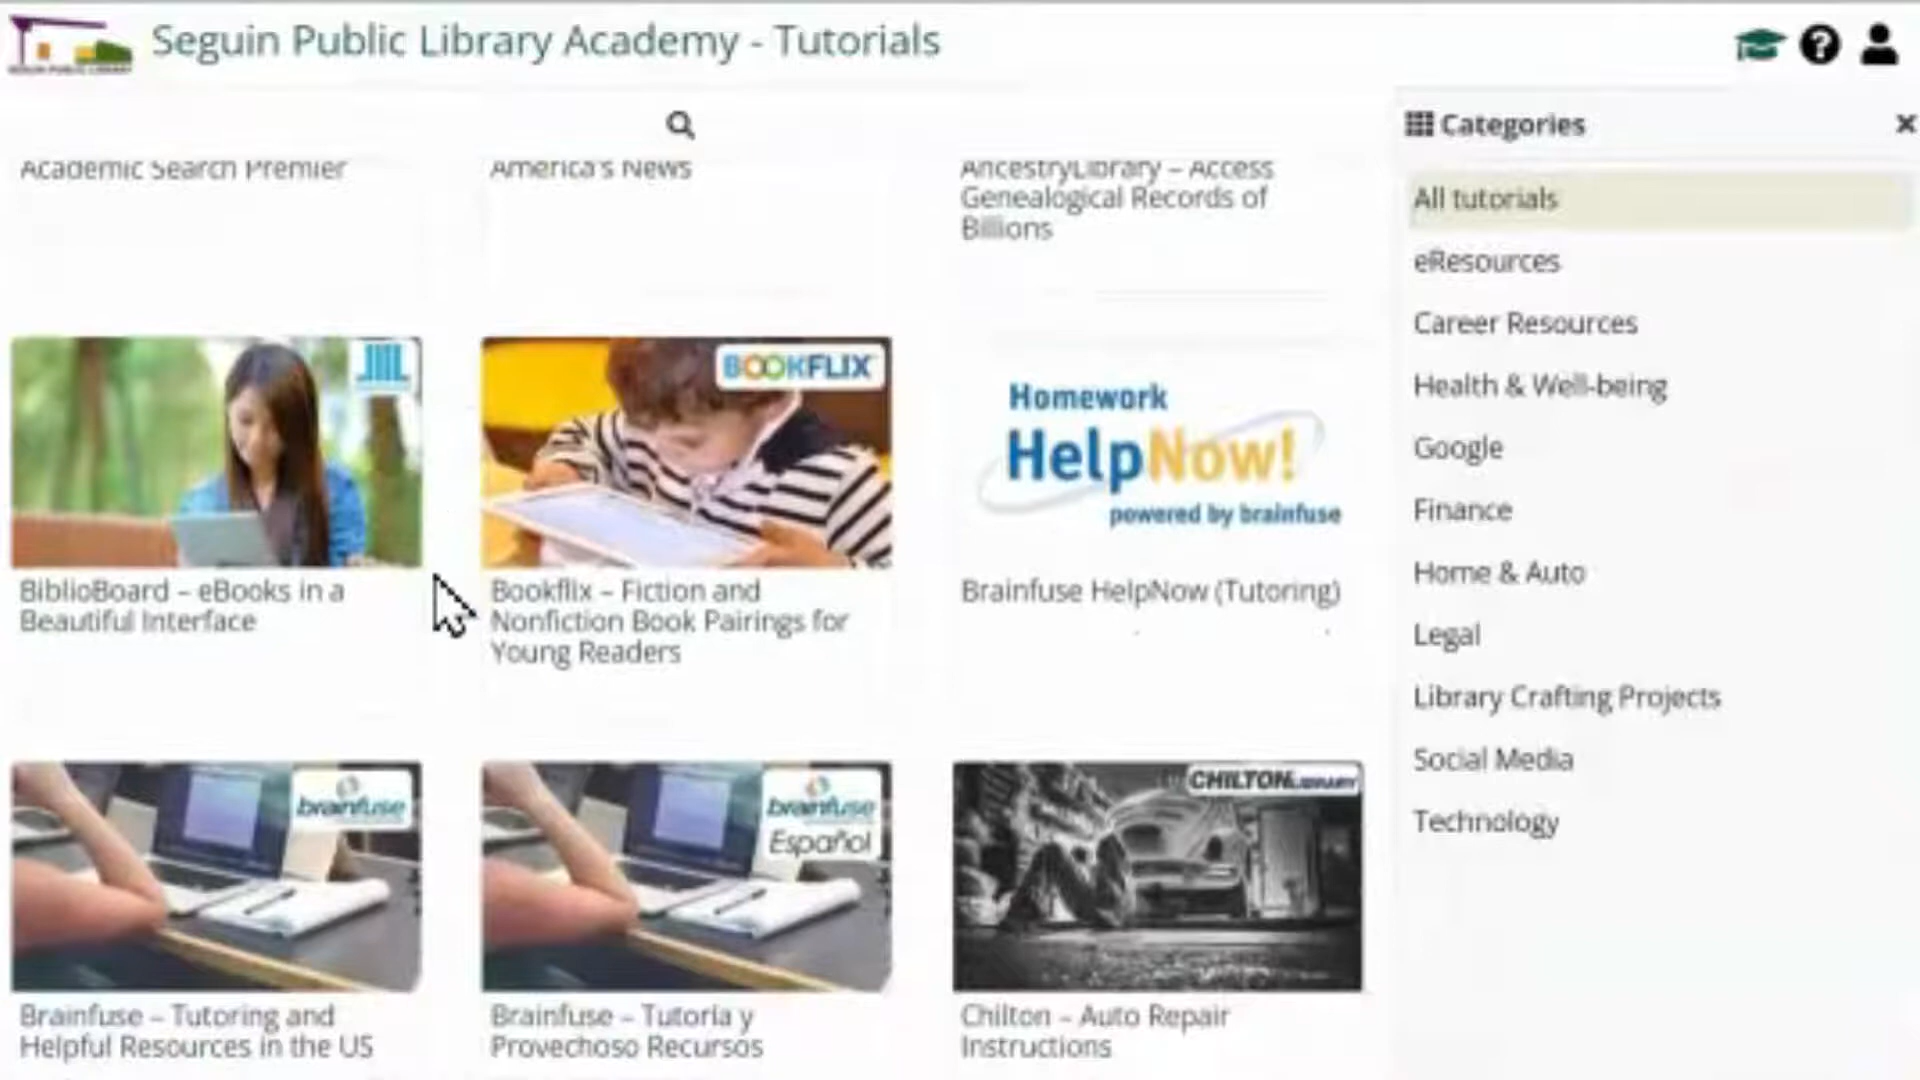 Seguin Public Library Academy - Tutorials
Categories
Academic Search Premier
America's News
AncestryLibrary – Access
Genealogical Records of
Billions
All tutorials
eResources
Career Resources
Health & Well-being
Google
Finance
Home & Auto
Legal
Library Crafting Projects
Social Media
Technology
BOOKFLIX
Homework
HelpNow!
powered by brainfuse
BiblioBoard – eBooks in a
Beautiful Interface
Bookflix – Fiction and
Nonfiction Book Pairings for
Young Readers
Brainfuse HelpNow (Tutoring)
brainfuse
brainfuse
Español
CHILTON LIBRARY
Brainfuse – Tutoring and
Helpful Resources in the US
Brainfuse – Tutoría y
Provechoso Recursos
Chilton – Auto Repair
Instructions